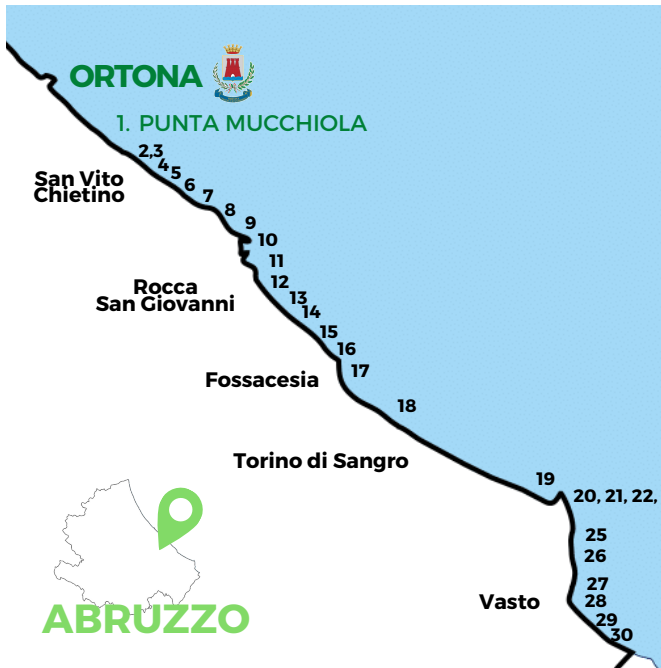 ORTONA
1. PUNTA MUCCHIOLA
2,3
4
5
6
7
8
9
10
11
12
13
14
15
16
17
18
19
20, 21, 22,
25
26
27
28
29
30
San Vito
Chietino
Rocca
San Giovanni
Fossacesia
Torino di Sangro
Vasto
ABRUZZO